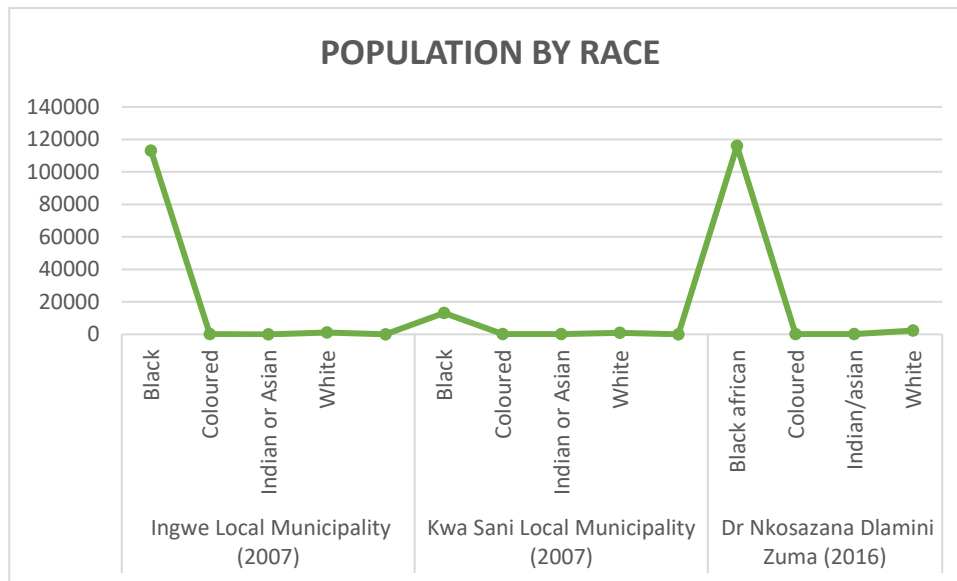 POPULATION BY RACE
140000
120000
100000
80000
60000
40000
20000
0
Black
Coloured
Indian or Asian
White
Black
Coloured
Indian or Asian
White
Black african
Coloured
Indian/asian
White
Ingwe Local Municipality
(2007)
Kwa Sani Local Municipality
(2007)
Dr Nkosazana Dlamini
Zuma (2016)